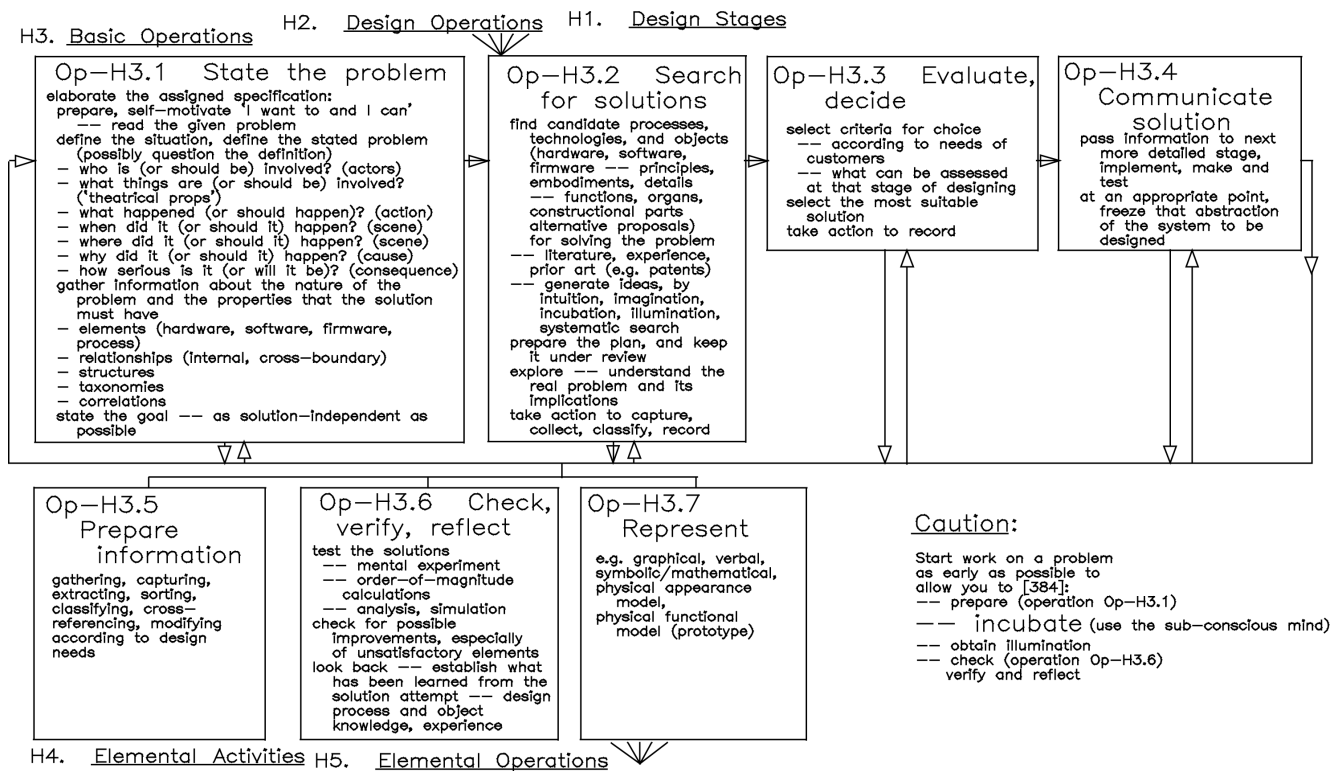 H3. Basic Operations
H2. Design Operations
H1. Design Stages
Op–H3.1 State the problem
elaborate the assigned specification:
prepare, self–motivate 'I want to and I can'
–– read the given problem
define the situation, define the stated problem
(possibly question the definition)
– who is (or should be) involved? (actors)
– what things are (or should be) involved?
('theatrical props')
– what happened (or should happen)? (action)
– when did it (or should it) happen? (scene)
– where did it (or should it) happen? (scene)
– why did it (or should it) happen? (cause)
– how serious is it (or will it be)? (consequence)
gather information about the nature of the
problem and the properties that the solution
must have
– elements (hardware, software, firmware,
process)
– relationships (internal, cross–boundary)
– structures
– taxonomies
– correlations
state the goal –– as solution–independent as
possible
Op–H3.2 Search
for solutions
find candidate processes,
technologies, and objects
(hardware, software,
firmware –– principles,
embodiments, details
–– functions, organs,
constructional parts
alternative proposals)
for solving the problem
–– literature, experience,
prior art (e.g. patents)
–– generate ideas, by
intuition, imagination,
incubation, illumination,
systematic search
prepare the plan, and keep
it under review
explore –– understand the
real problem and its
implications
take action to capture,
collect, classify, record
Op–H3.3 Evaluate,
decide
select criteria for choice
–– according to needs of
customers
–– what can be assessed
at that stage of designing
select the most suitable
solution
take action to record
Op–H3.4
Communicate
solution
pass information to next
more detailed stage,
implement, make and
test
at an appropriate point,
freeze that abstraction
of the system to be
designed
Op–H3.5
Prepare
information
gathering, capturing,
extracting, sorting,
classifying, cross–
referencing, modifying
according to design
needs
Op–H3.6 Check,
verify, reflect
test the solutions
–– mental experiment
–– order–of–magnitude
calculations
–– analysis, simulation
check for possible
improvements, especially
of unsatisfactory elements
look back –– establish what
has been learned from the
solution attempt –– design
process and object
knowledge, experience
Op–H3.7
Represent
e.g. graphical, verbal,
symbolic/mathematical,
physical appearance
model,
physical functional
model (prototype)
Caution:
Start work on a problem
as early as possible to
allow you to [384]:
–– prepare (operation Op–H3.1)
–– incubate (use the sub–conscious mind)
–– obtain illumination
–– check (operation Op–H3.6)
verify and reflect
H4. Elemental Activities
H5. Elemental Operations